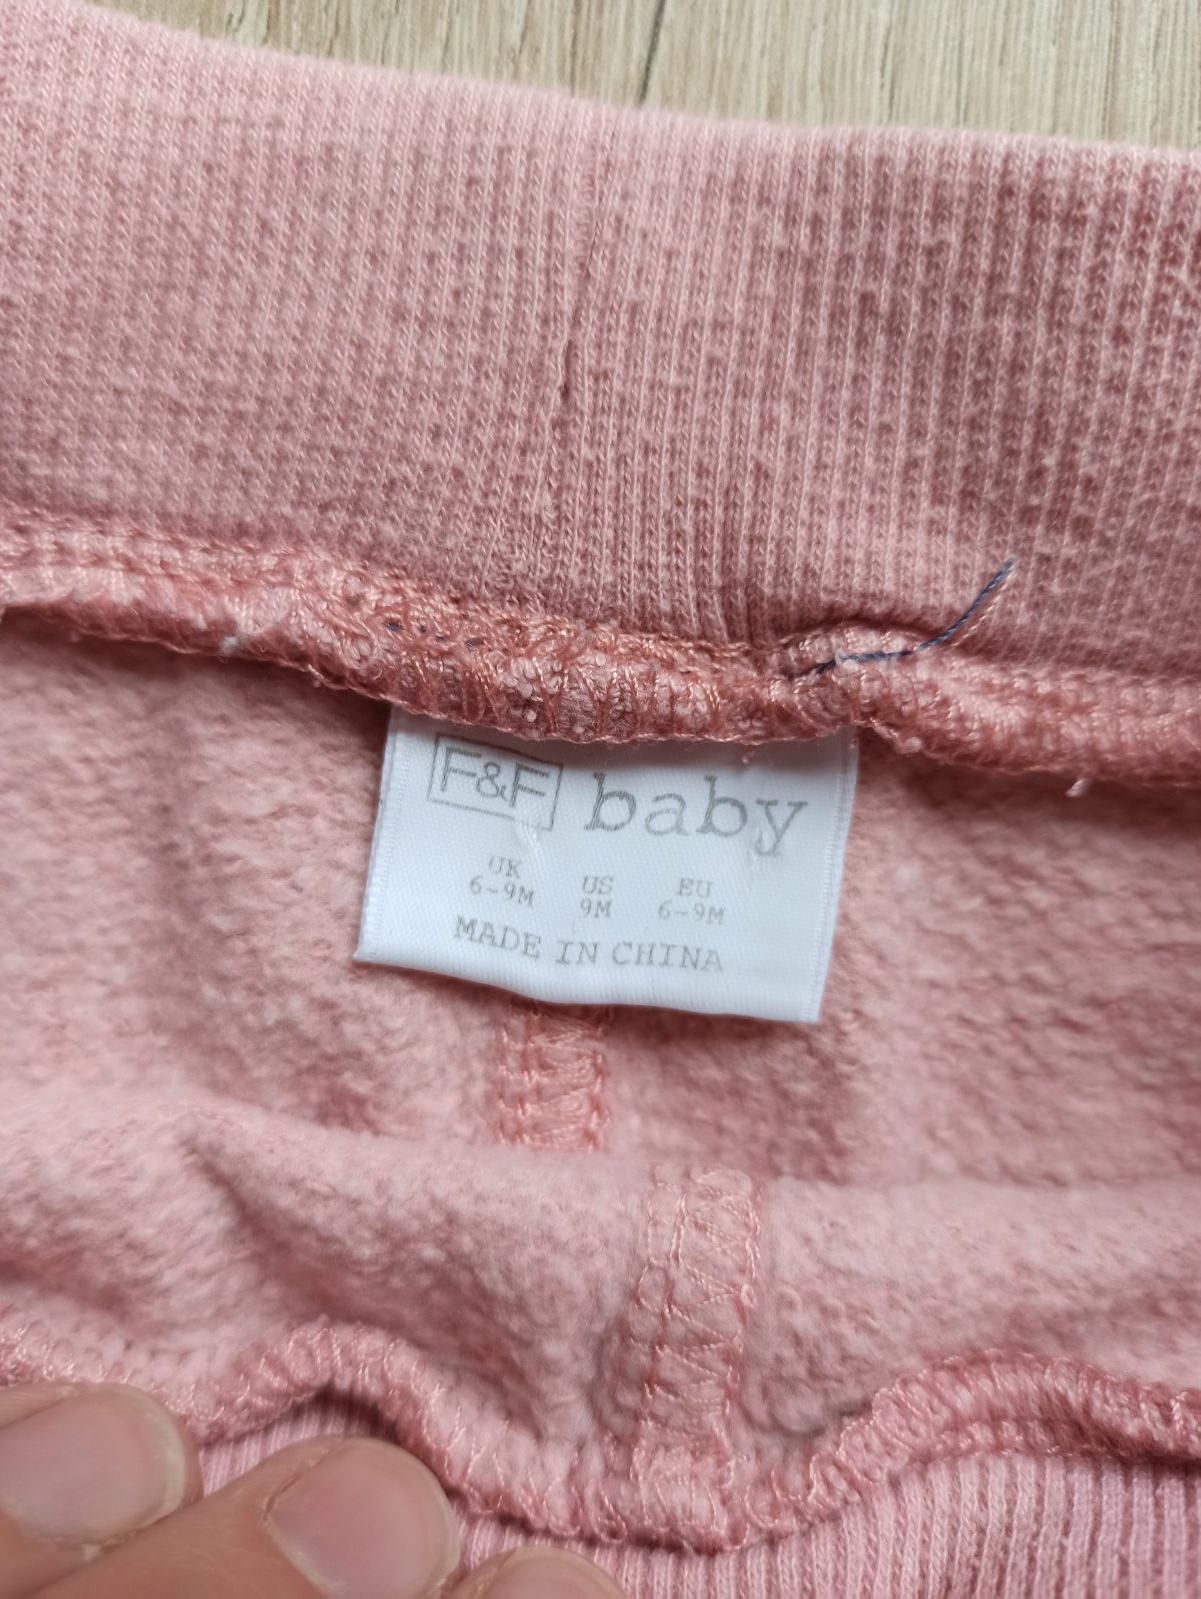 F&F baby
UK US EU
6-9M 9M 6-9M
MADE IN CHINA